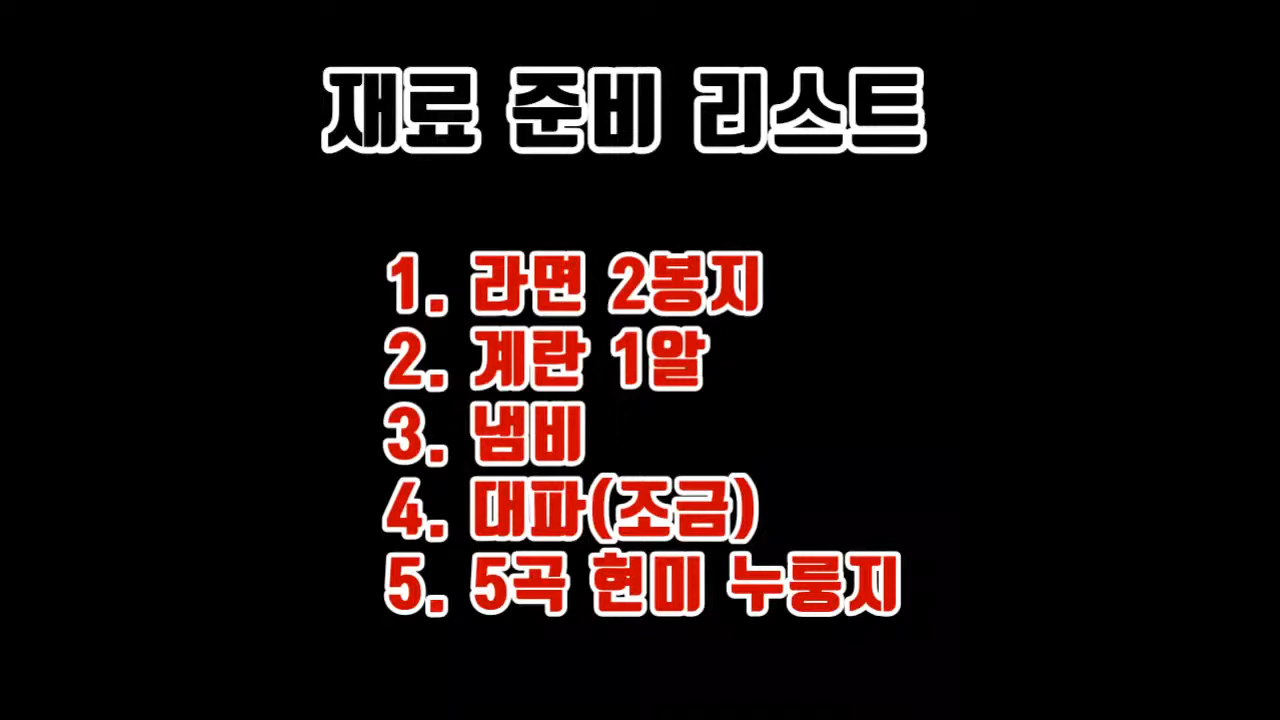 재료 준비 리스트
1. 라면 2봉지
2. 계란 1알
3. 냄비
4. 대파(조금)
5. 5곡 현미 누룽지